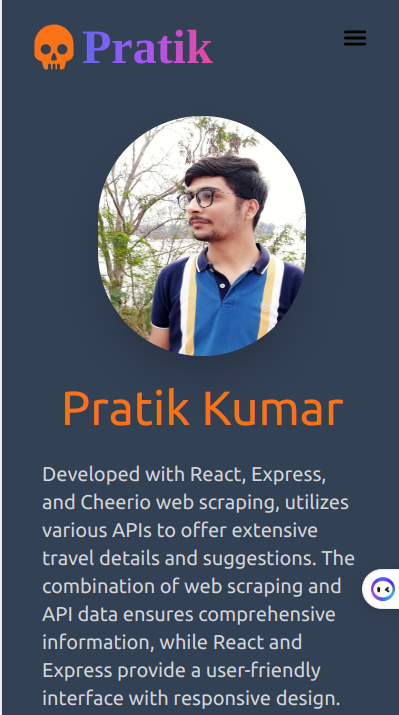 Pratik
Pratik Kumar
Developed with React, Express,
and Cheerio web scraping, utilizes
various APIs to offer extensive
travel details and suggestions. The
combination of web scraping and
API data ensures comprehensive
information, while React and
Express provide a user-friendly
interface with responsive design.